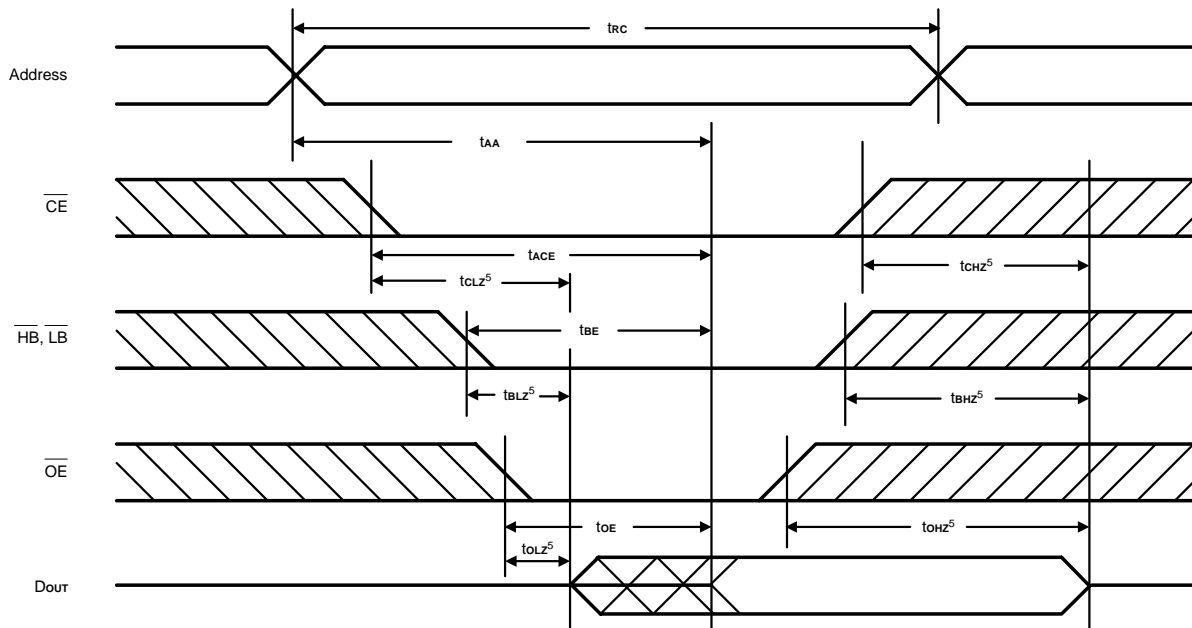 tRC
Address
tAA
CE
tACE
tCHZ5
tCLZ5
HB, LB
tBE
tBLZ5
tBHZ5
OE
tOE
tOHZ5
tOLZ5
DOUT